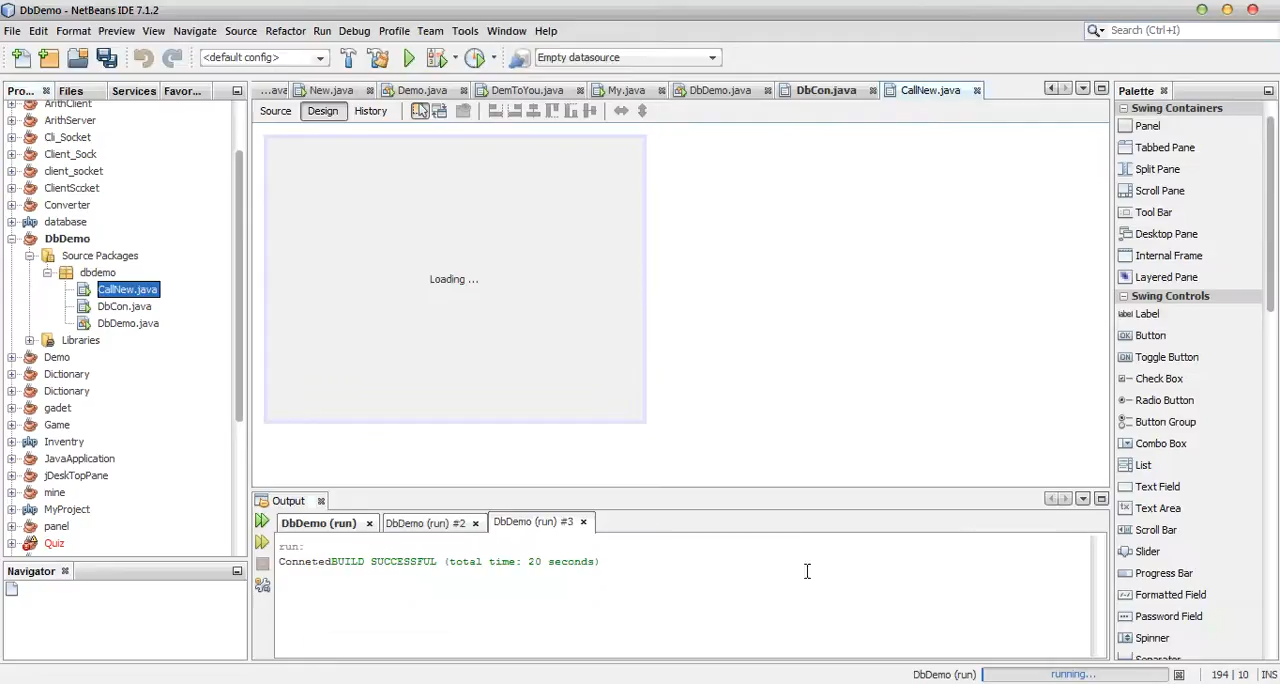 DbDemo - NetBeans IDE 7.1.2
File Edit Format Preview View Navigate Source Refactor Run Debug Profile Team Tools Window Help
Search (Ctrl+I)
<default config>
Empty datasource
Pro... Files Services Favor...
...ava New.java Demo.java DemToYou.java My.java DbDemo.java DbCon.java CallNew.java
Palette
Source Design History
ArithClient
ArithServer
Cli_Socket
Client_Sock
client_socket
ClientSccket
Converter
database
DbDemo
Source Packages
dbdemo
CallNew.java
DbCon.java
DbDemo.java
Libraries
Demo
Dictionary
Dictionary
gadet
Game
Inventry
JavaApplication
jDeskTopPane
mine
MyProject
panel
Quiz
Navigator
Loading ...
Output
DbDemo (run) DbDemo (run) #2 DbDemo (run) #3
run:
ConnetedBUILD SUCCESSFUL (total time: 20 seconds)
Swing Containers
Panel
Tabbed Pane
Split Pane
Scroll Pane
Tool Bar
Desktop Pane
Internal Frame
Layered Pane
Swing Controls
label Label
OK Button
ON Toggle Button
Check Box
Radio Button
Button Group
Combo Box
List
Text Field
Text Area
Scroll Bar
Slider
Progress Bar
Formatted Field
Password Field
Spinner
Separator
DbDemo (run) running... 194 | 10 INS